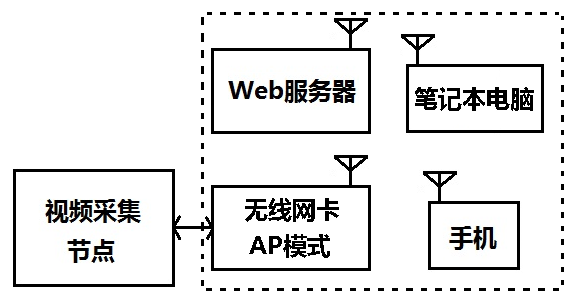 Web服务器
笔记本电脑
视频采集
节点
无线网卡
AP模式
手机